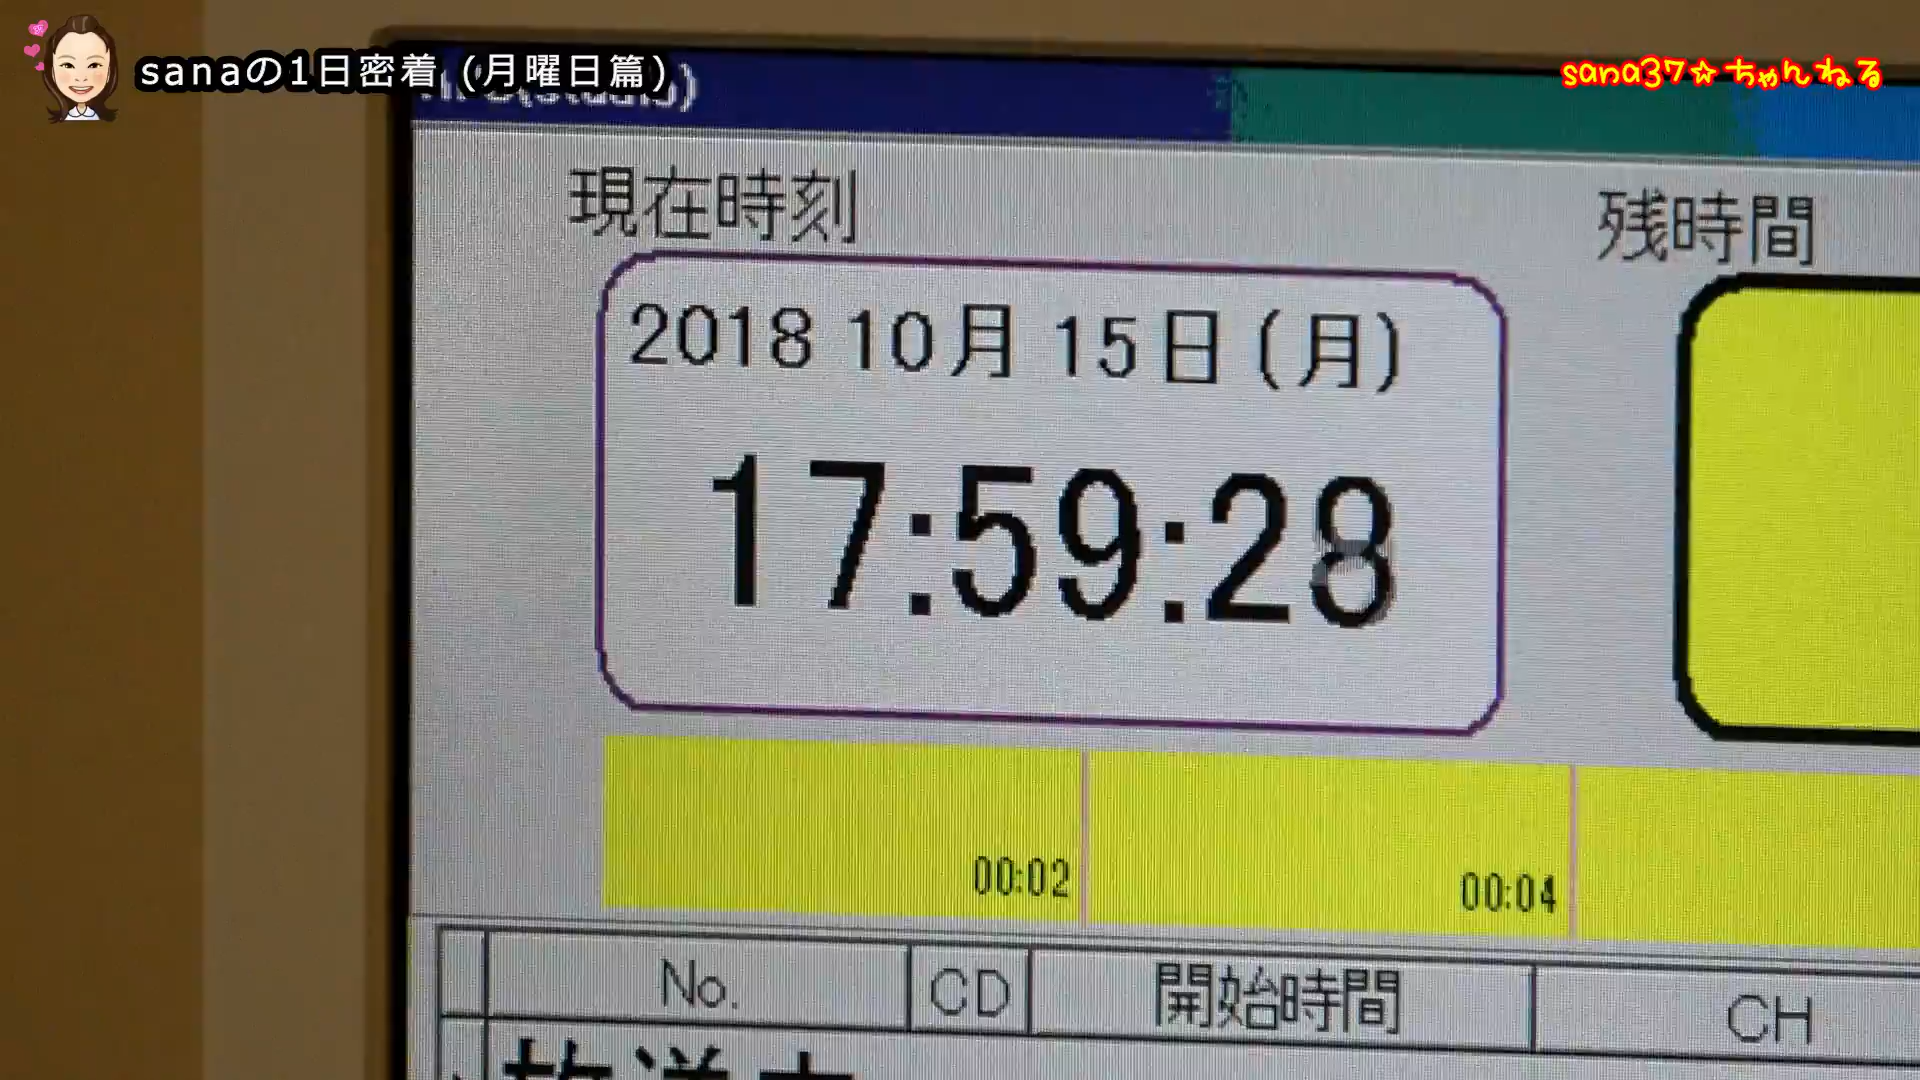 sanaの1日密着 (月曜日篇)
sana37☆ちゃんねる
現在時刻
残時間
2018 10月 15日 (月)
17:59:28
00:02
00:04
No.
CD
開始時間
CH